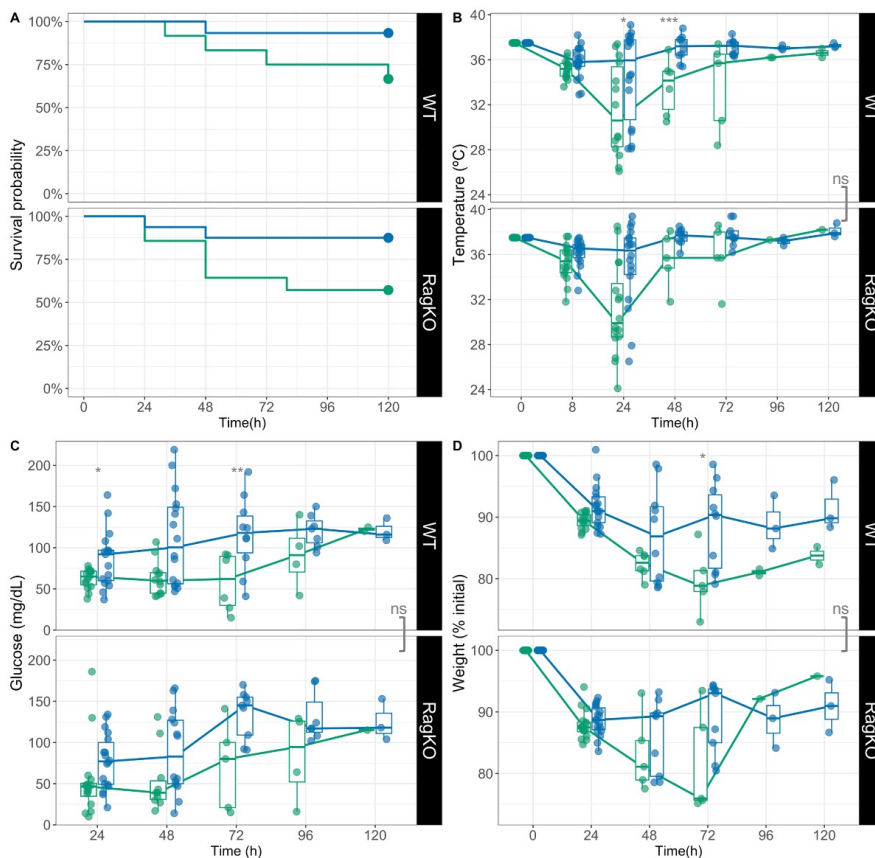 A
100%
75%
50%
25%
0%
WT
100%
75%
50%
25%
0%
RagKO
Survival probability
0 24 48 72 96 120
Time(h)
B
40
36
32
28
24
* ***
WT
40
36
32
28
24
RagKO
ns
Temperature (ºC)
0 8 24 48 72 96 120
Time(h)
C
200
150
100
50
0
* **
WT
200
150
100
50
0
RagKO
ns
Glucose (mg/dL)
24 48 72 96 120
Time (h)
D
100
90
80
*
WT
100
90
80
RagKO
ns
Weight (% initial)
0 24 48 72 96 120
Time(h)